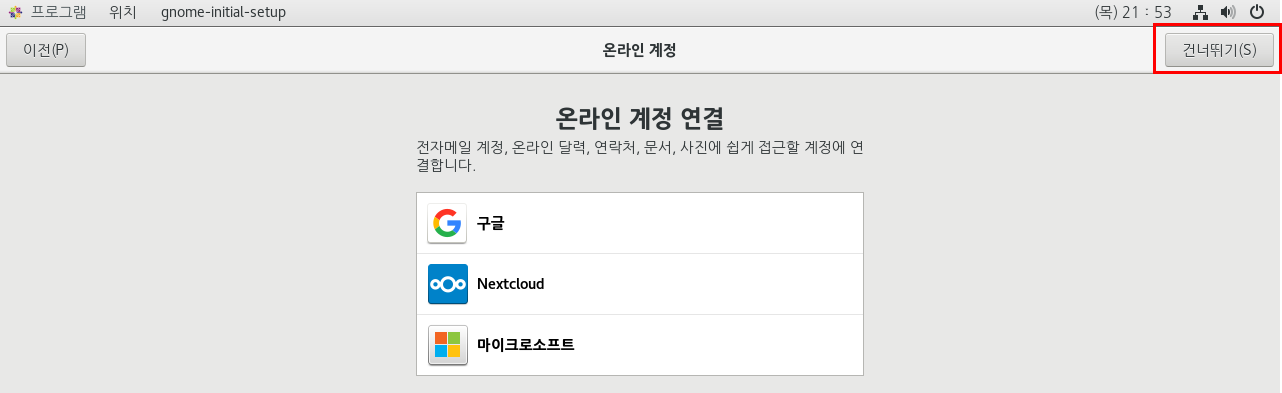 프로그램 위치 gnome-initial-setup (목) 21 : 53
이전(P) 온라인 계정 건너뛰기(S)
온라인 계정 연결
전자메일 계정, 온라인 달력, 연락처, 문서, 사진에 쉽게 접근할 계정에 연
결합니다.
구글
Nextcloud
마이크로소프트